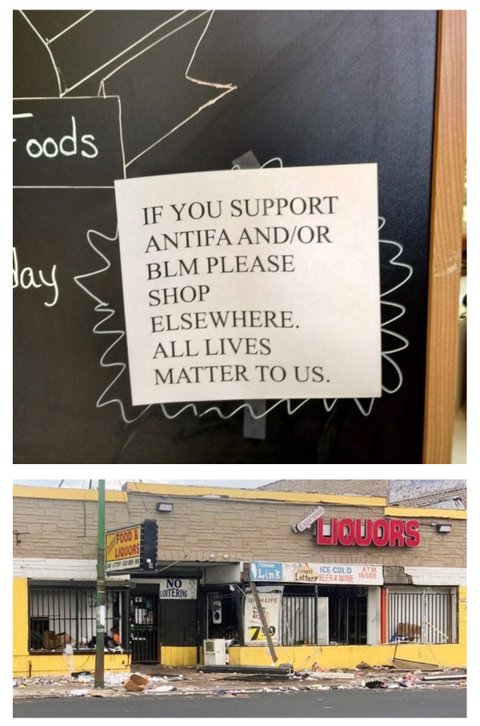 Foods
day
IF YOU SUPPORT
ANTIFA AND/OR
BLM PLEASE
SHOP
ELSEWHERE.
ALL LIVES
MATTER TO US.
LIQUORS
FOOD &
LIQUORS
NO
LOITERING
Link
Lottery
ICE COLD
BEER & WINE
ATM
INSIDE